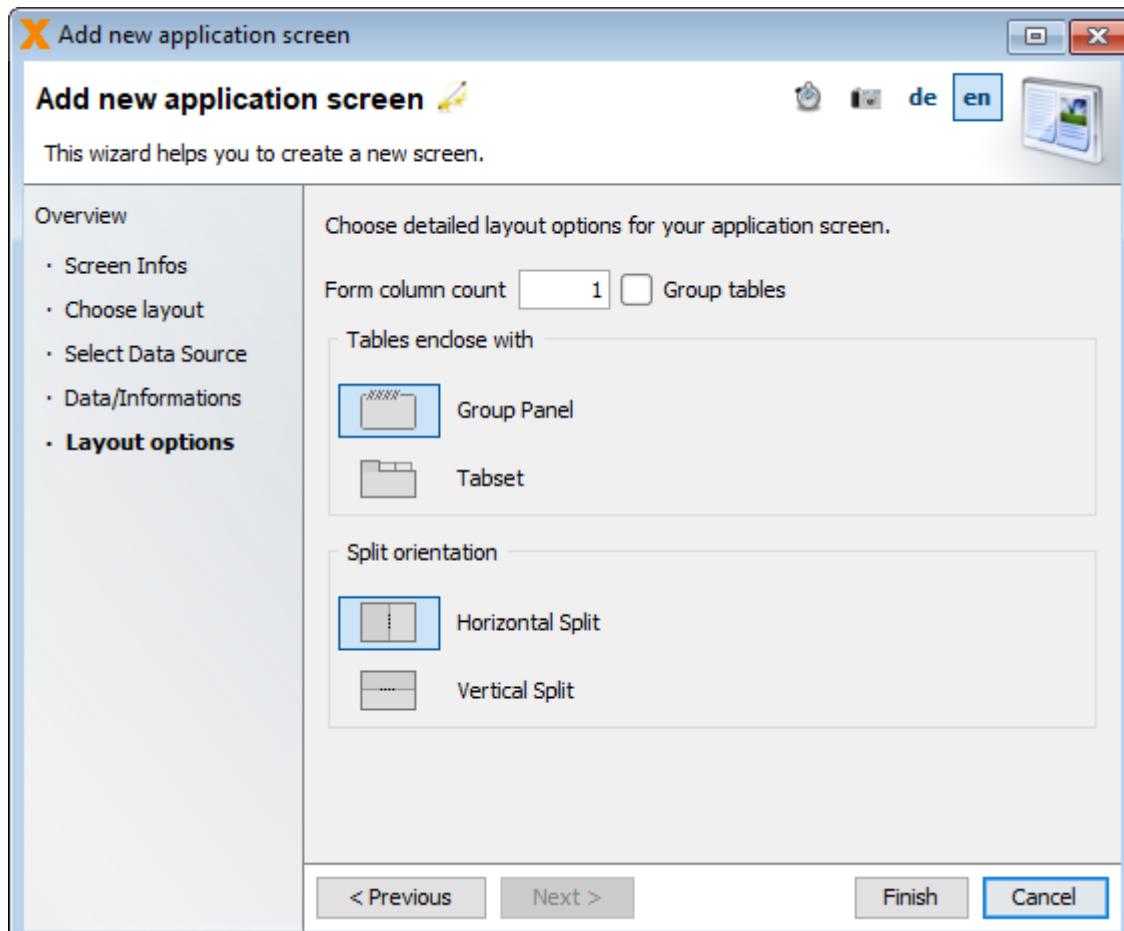 Add new application screen
Add new application screen
de en
This wizard helps you to create a new screen.
Overview
· Screen Infos
· Choose layout
· Select Data Source
· Data/Informations
· Layout options
Choose detailed layout options for your application screen.
Form column count 1 Group tables
Tables enclose with
Group Panel
Tabset
Split orientation
Horizontal Split
Vertical Split
< Previous Next > Finish Cancel